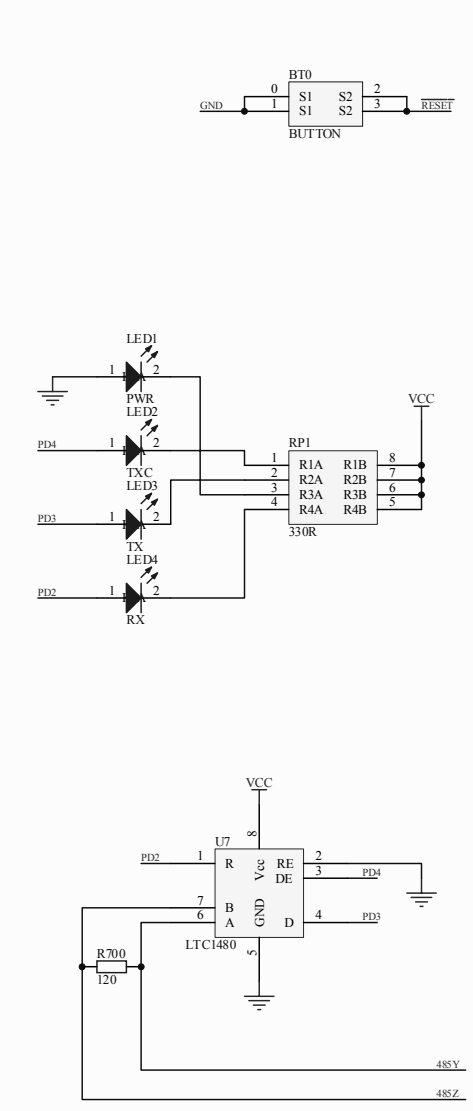 BT0
0 S1 S2 2
GND 1 S1 S2 3 RESET
BUTTON
LED1
1 2
PWR
LED2
VCC
PD4 1 2
RP1
TXC
LED3
1 R1A R1B 8
2 R2A R2B 7
3 R3A R3B 6
4 R4A R4B 5
PD3 1 2
330R
TX
LED4
PD2 1 2
RX
VCC
8
U7
PD2 1 R Vcc RE 2
DE 3 PD4
7 B GND
6 A D 4 PD3
LTC1480
5
R700
120
485Y
485Z